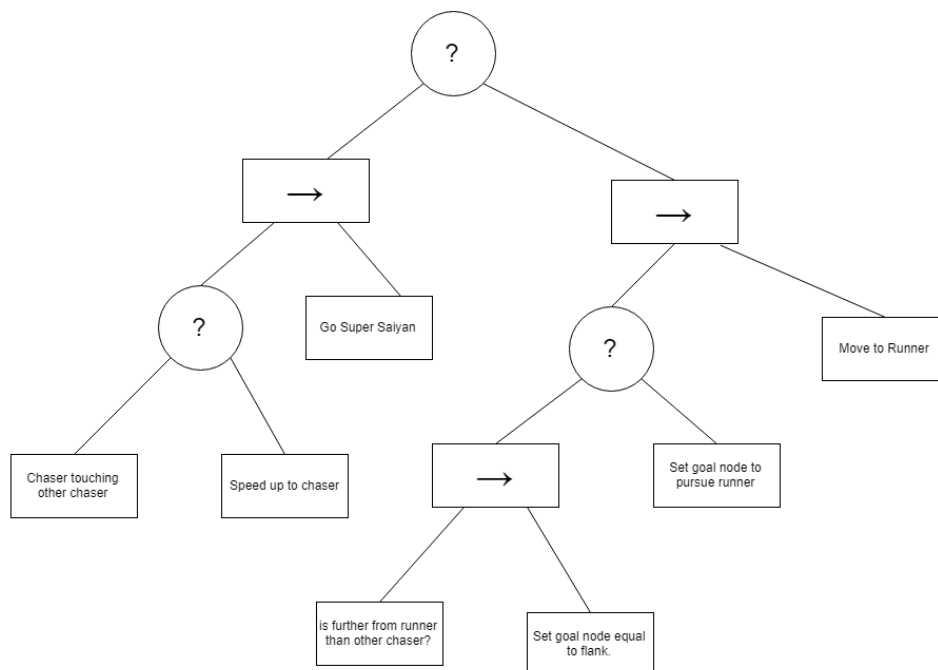 ?
→
→
?
Go Super Saiyan
?
Move to Runner
Chaser touching
other chaser
Speed up to chaser
→
Set goal node to
pursue runner
is further from runner
than other chaser?
Set goal node equal
to flank.